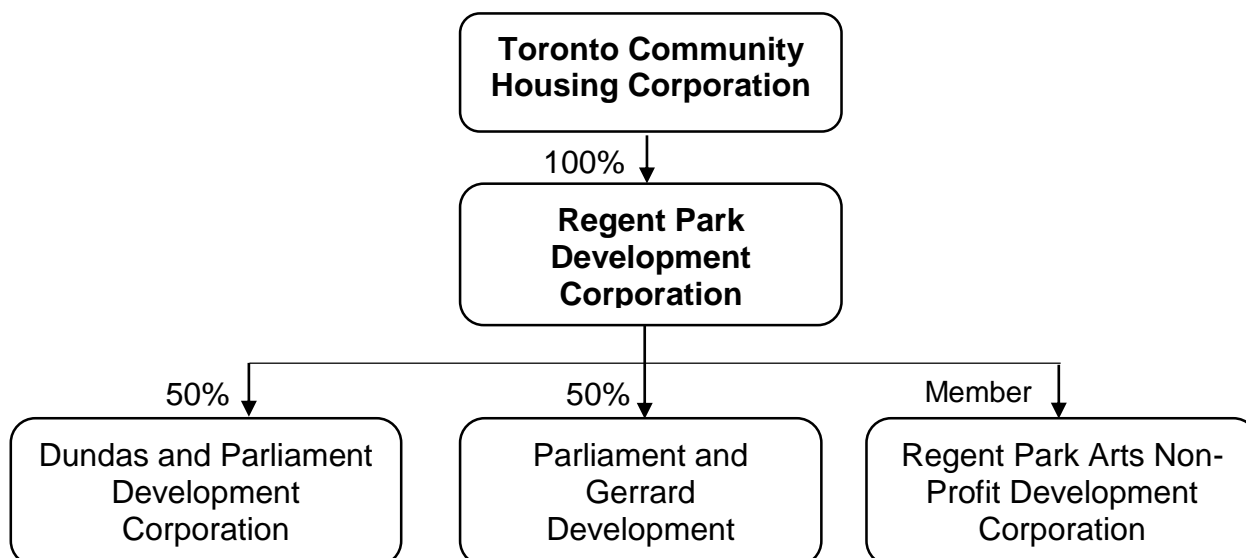 Toronto Community
Housing Corporation
100%
Regent Park
Development
Corporation
50%
50%
Member
Dundas and Parliament
Development
Corporation
Parliament and
Gerrard
Development
Regent Park Arts Non-
Profit Development
Corporation